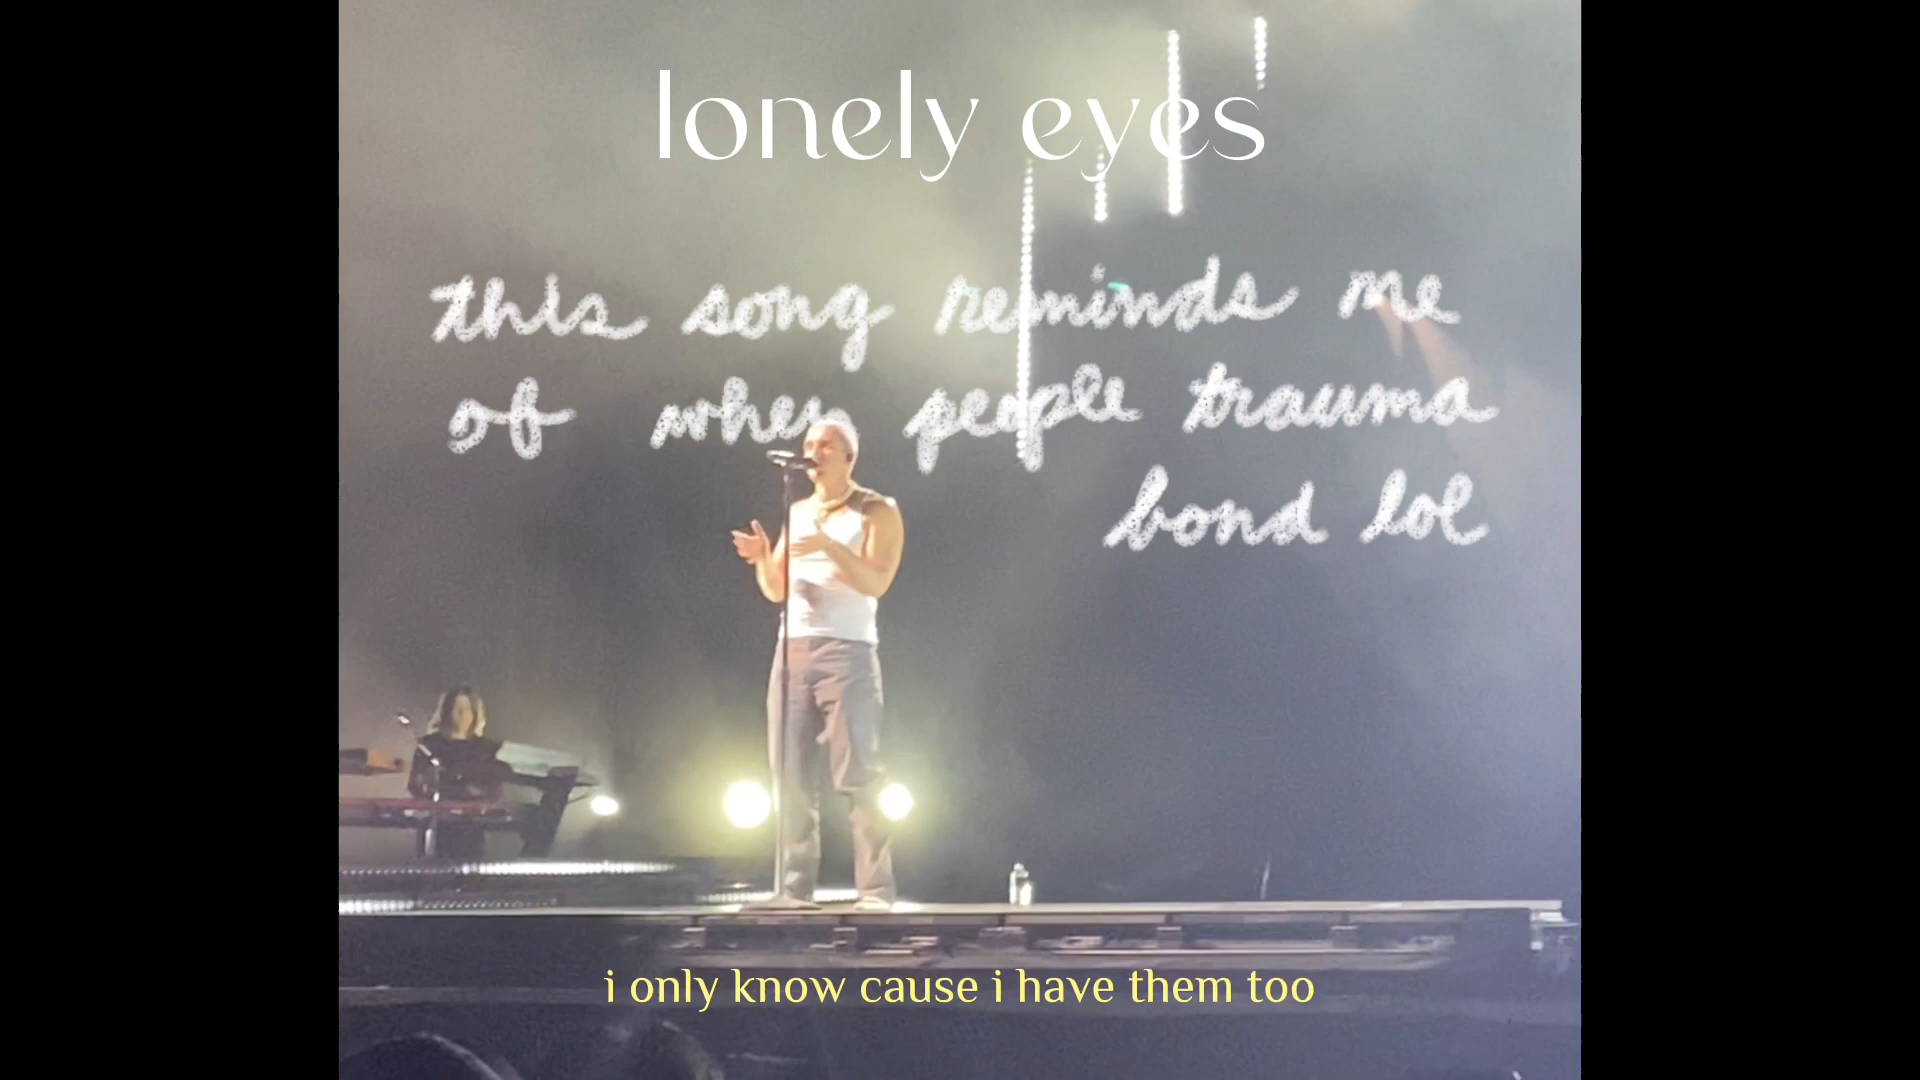 lonely eyes
this song reminds me
of when people trauma
bond lol
i only know cause i have them too